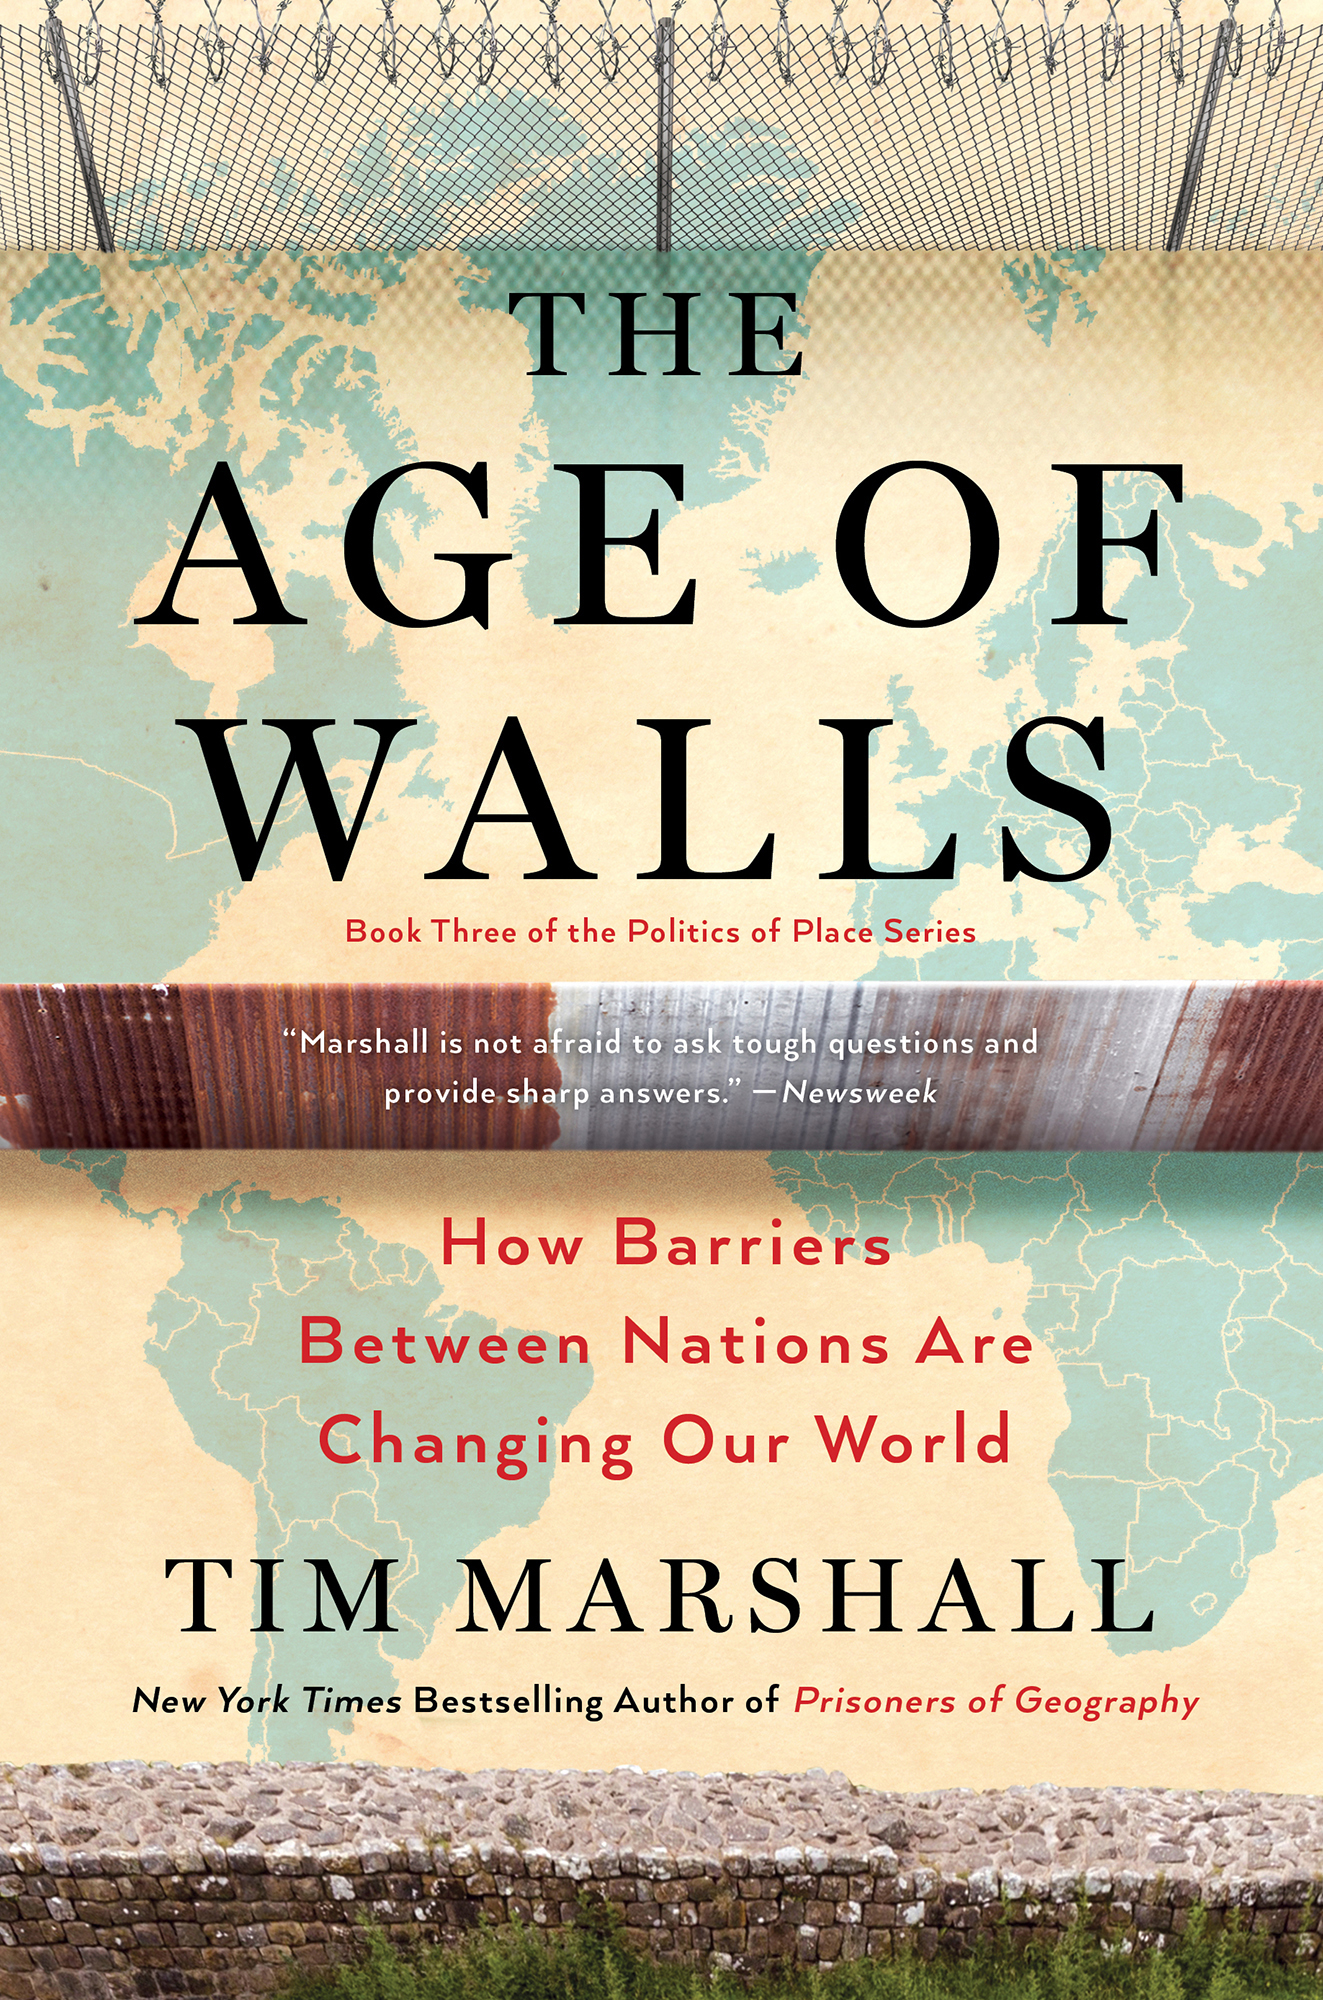 THE
AGE OF
WALLS
Book Three of the Politics of Place Series
“Marshall is not afraid to ask tough questions and
provide sharp answers.” —Newsweek
How Barriers
Between Nations Are
Changing Our World
TIM MARSHALL
New York Times Bestselling Author of Prisoners of Geography